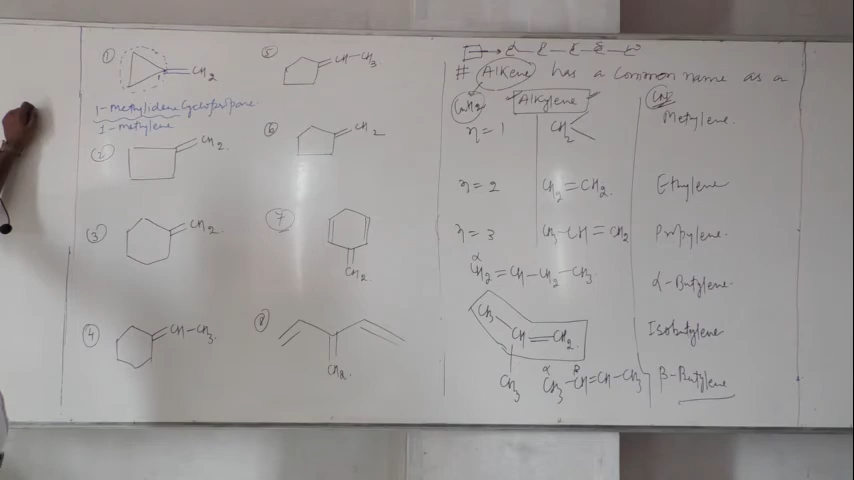 ① =CH2
1-Methylidene Cyclopropane
1-methylene
② CH2
③ CH2
④ CH-CH3
⑤ CH-CH3
⑥ CH2
⑦ CH2
⑧ CH2
# Alkene has a common name as a
CnH2n Alkylene CN
n=1 CH2 Metylene
n=2 CH2=CH2 Ethylene
n=3 CH3-CH=CH2 Propylene
α
CH2=CH-CH2-CH3 α-Butylene
CH3
CH=CH2 Isobutylene
CH3
α β
CH3-CH=CH-CH3 β-Butylene